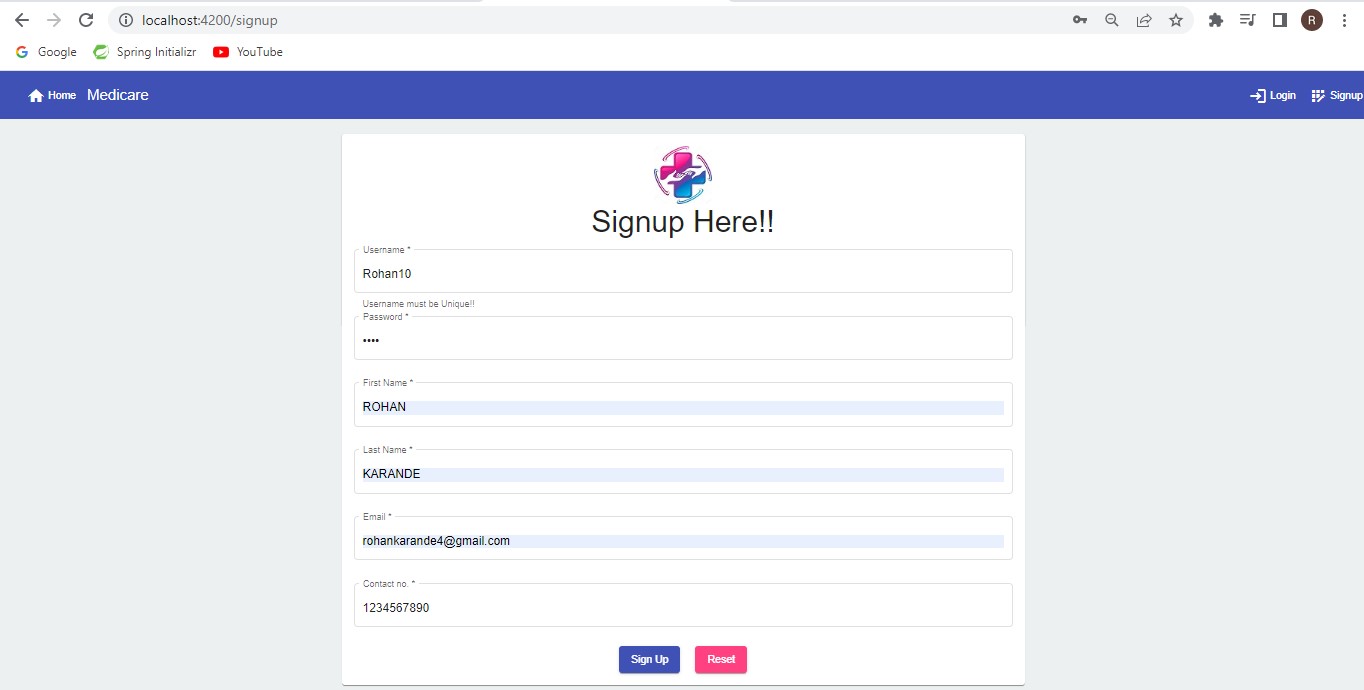 localhost:4200/signup
R
Google Spring Initializr YouTube
Home Medicare Login Signup
Signup Here!!
Username *
Rohan10
Username must be Unique!!
Password *
••••
First Name *
ROHAN
Last Name *
KARANDE
Email *
rohankarande4@gmail.com
Contact no. *
1234567890
Sign Up Reset